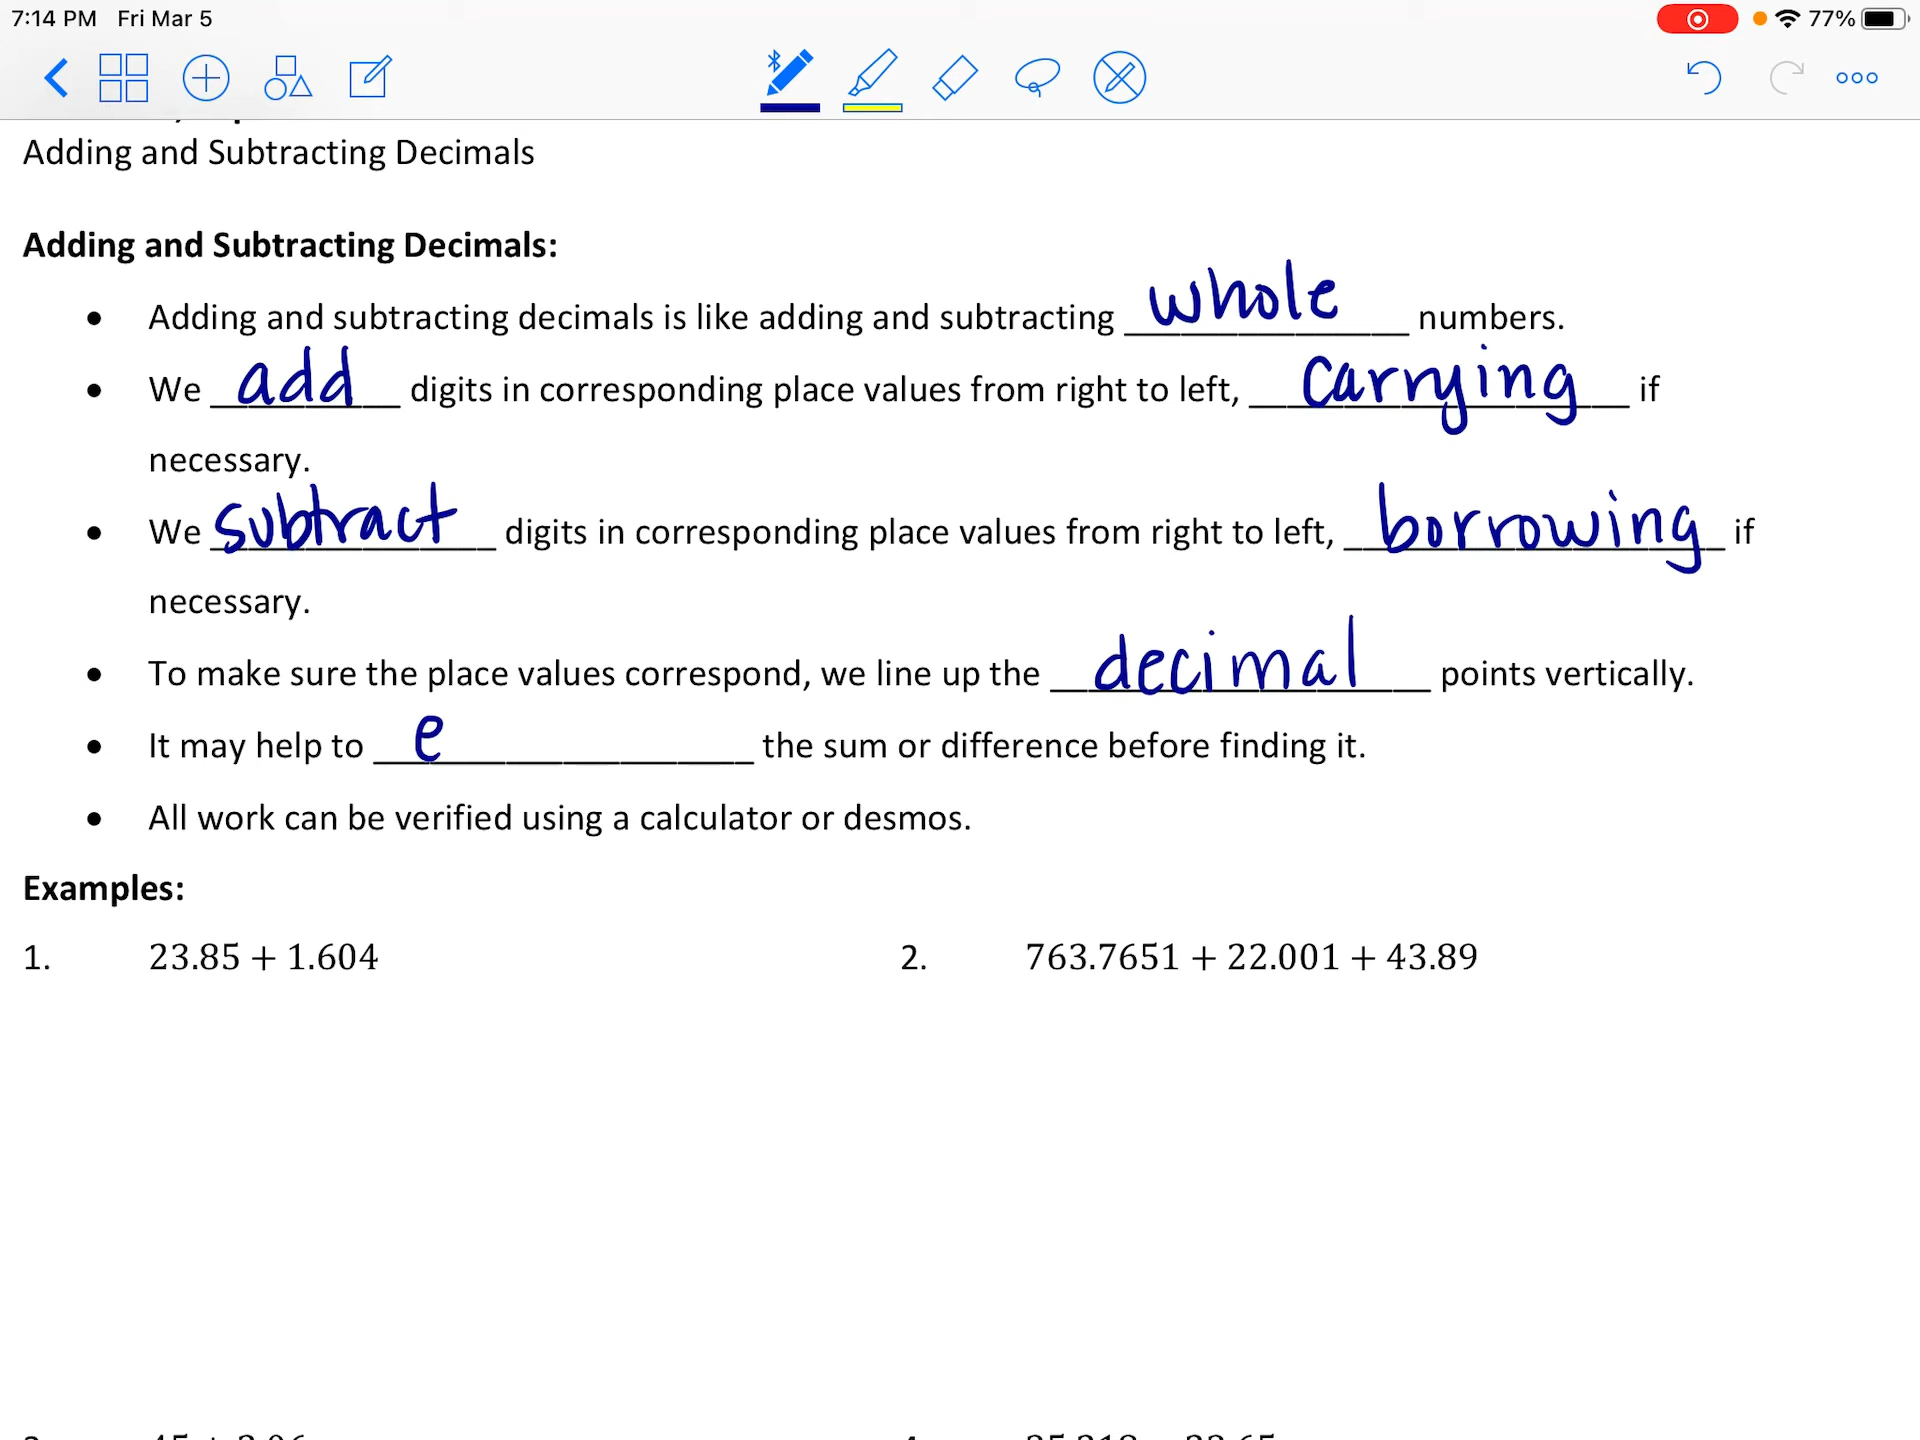 7:14 PM Fri Mar 5 77%
Adding and Subtracting Decimals
Adding and Subtracting Decimals:
• Adding and subtracting decimals is like adding and subtracting whole numbers.
• We add digits in corresponding place values from right to left, carrying if
necessary.
• We subtract digits in corresponding place values from right to left, borrowing if
necessary.
• To make sure the place values correspond, we line up the decimal points vertically.
• It may help to e the sum or difference before finding it.
• All work can be verified using a calculator or desmos.
Examples:
1. 23.85 + 1.604 2. 763.7651 + 22.001 + 43.89